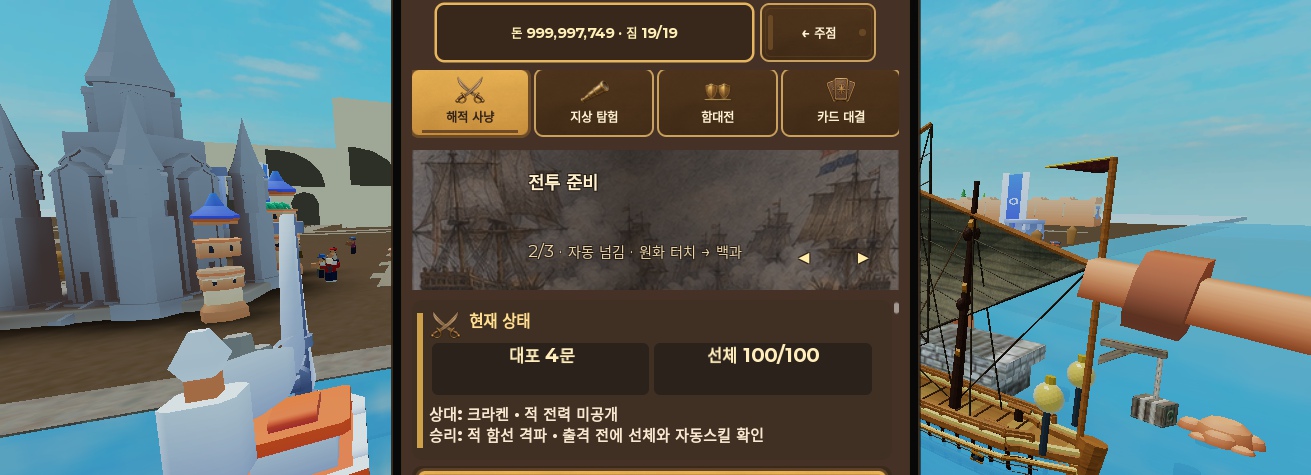 돈 999,997,749 · 짐 19/19
← 주점
해적 사냥
지상 탐험
함대전
카드 대결
전투 준비
2/3 · 자동 넘김 · 원화 터치 → 백과
◀ ▶
현재 상태
대포 4문
선체 100/100
상대: 크라켄 • 적 전력 미공개
승리: 적 함선 격파 • 출격 전에 선체와 자동스킬 확인